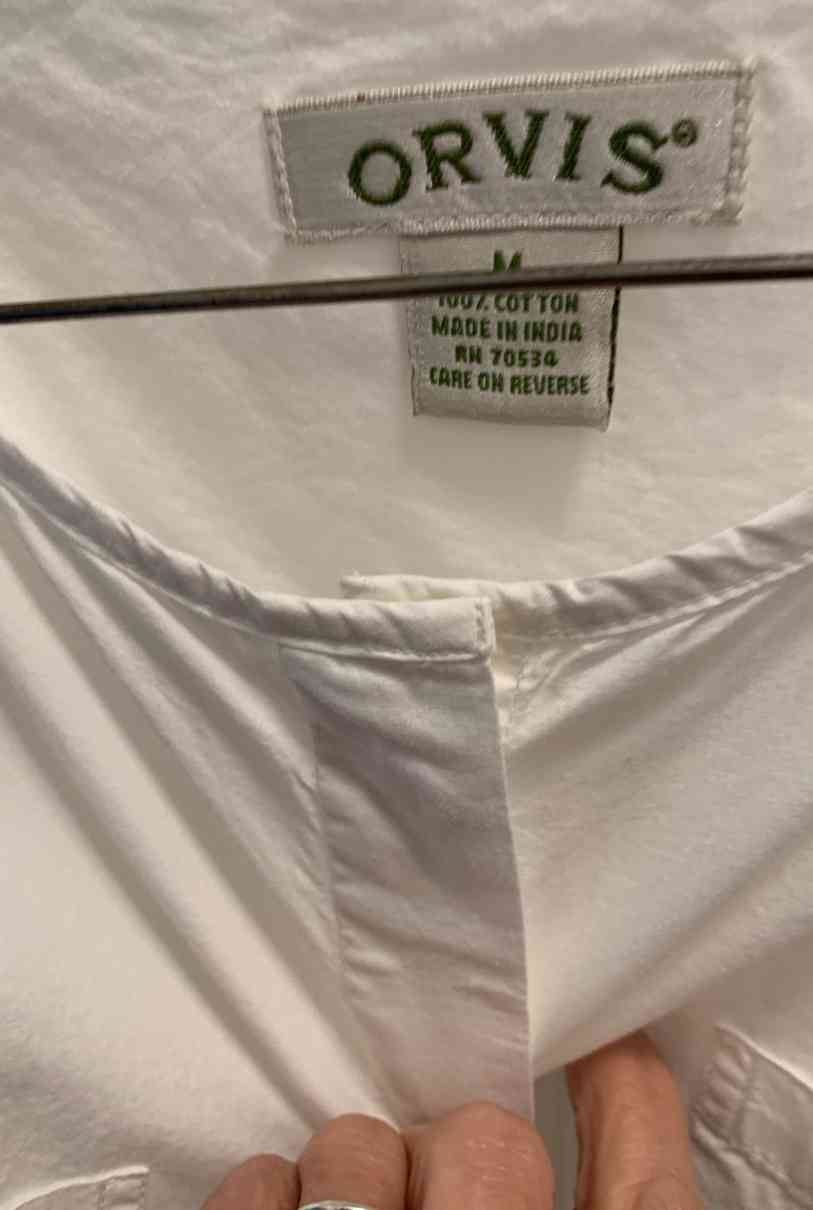 ORVIS®
M
100% COTTON
MADE IN INDIA
RN 70534
CARE ON REVERSE